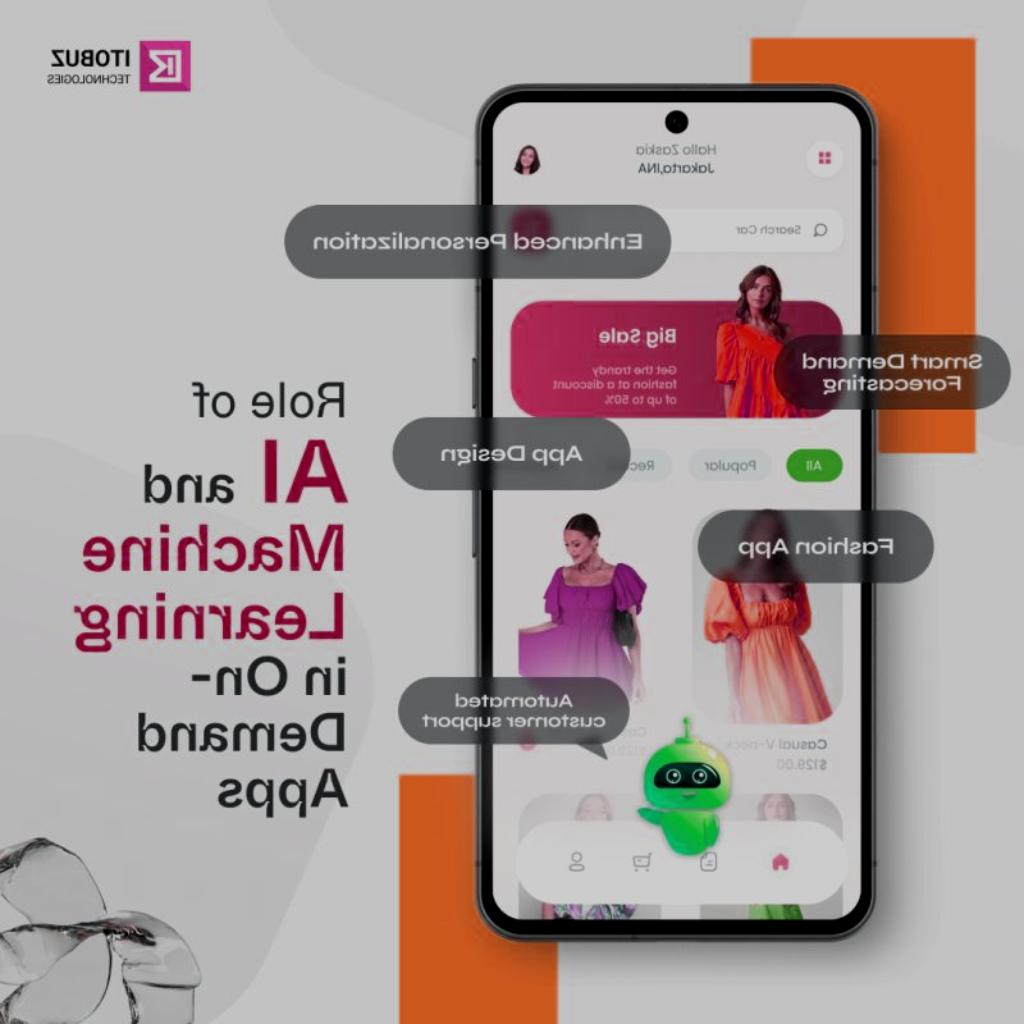 ITOBUZ
TECHNOLOGIES
Role of
AI and
Machine
Learning
in On-
Demand
Apps
Hallo Zaskia
Jakarta,INA
Search Car
Enhanced Personalization
Big Sale
Get the trandy
fashion at a discount
of up to 50%
Smart Demand
Forecasting
App Design
All
Popular
Fashion App
Automated
customer support
Casual V-neck
$129.00